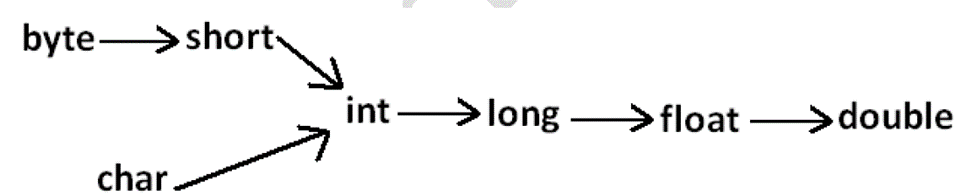 byte short
int long float double
char